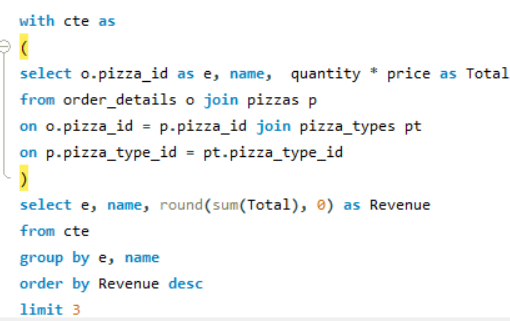 with cte as
(
select o.pizza_id as e, name,  quantity * price as Total
from order_details o join pizzas p
on o.pizza_id = p.pizza_id join pizza_types pt
on p.pizza_type_id = pt.pizza_type_id
)
select e, name, round(sum(Total), 0) as Revenue
from cte
group by e, name
order by Revenue desc
limit 3